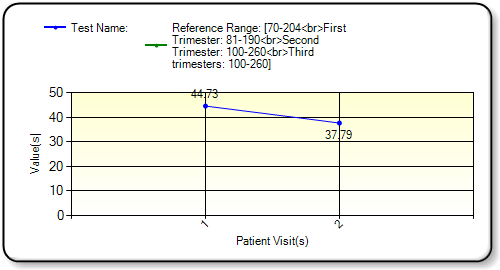 Test Name:
Reference Range: [70-204<br>First
Trimester: 81-190<br>Second
Trimester: 100-260<br>Third
trimesters: 100-260]
50
40
30
20
10
0
Value(s)
44.73
37.79
1
2
Patient Visit(s)